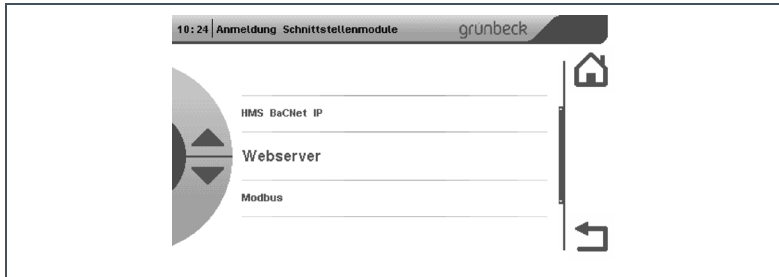 10:24 Anmeldung Schnittstellenmodule grünbeck
HMS BaCNet IP
Webserver
Modbus